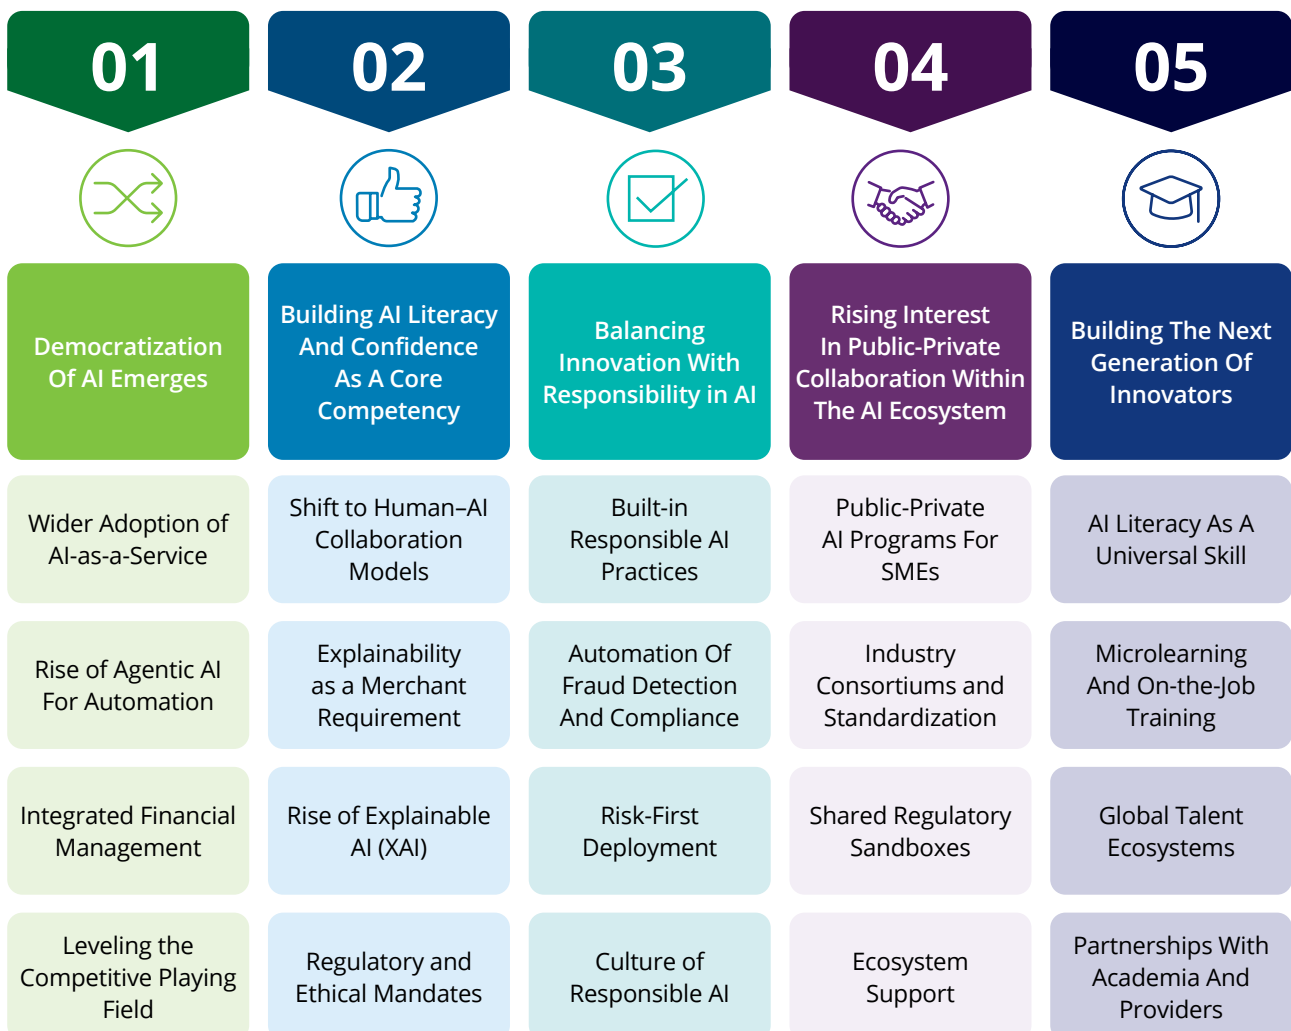 01
02
03
04
05
Democratization
Of AI Emerges
Building AI Literacy
And Confidence
As A Core
Competency
Balancing
Innovation With
Responsibility in AI
Rising Interest
In Public-Private
Collaboration Within
The AI Ecosystem
Building The Next
Generation Of
Innovators
Wider Adoption of
AI-as-a-Service
Shift to Human–AI
Collaboration
Models
Built-in
Responsible AI
Practices
Public-Private
AI Programs For
SMEs
AI Literacy As A
Universal Skill
Rise of Agentic AI
For Automation
Explainability
as a Merchant
Requirement
Automation Of
Fraud Detection
And Compliance
Industry
Consortiums and
Standardization
Microlearning
And On-the-Job
Training
Integrated Financial
Management
Rise of Explainable
AI (XAI)
Risk-First
Deployment
Shared Regulatory
Sandboxes
Global Talent
Ecosystems
Leveling the
Competitive Playing
Field
Regulatory and
Ethical Mandates
Culture of
Responsible AI
Ecosystem
Support
Partnerships With
Academia And
Providers